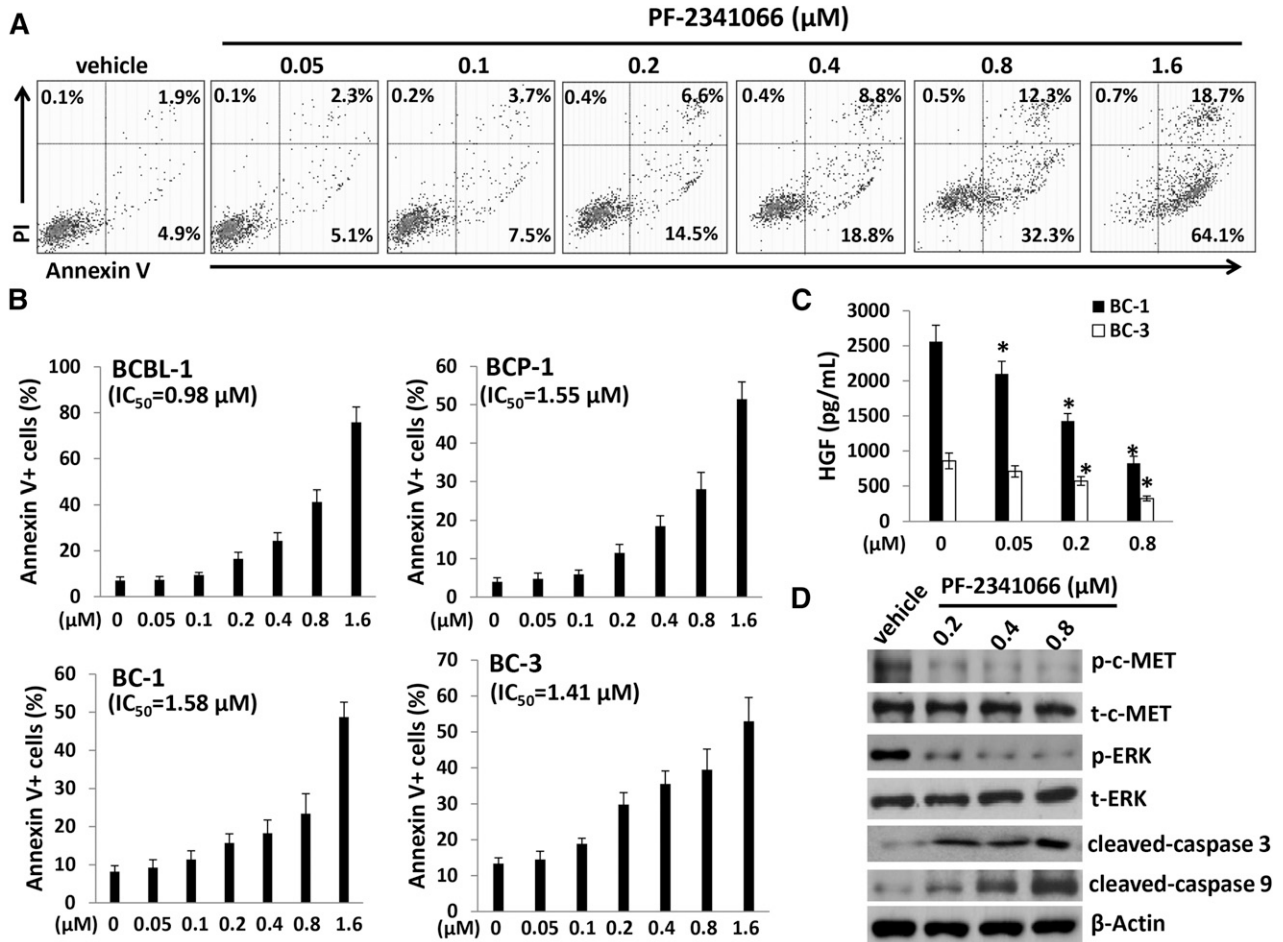 A
PF-2341066 (µM)
vehicle 0.05 0.1 0.2 0.4 0.8 1.6
0.1% 1.9% 0.1% 2.3% 0.2% 3.7% 0.4% 6.6% 0.4% 8.8% 0.5% 12.3% 0.7% 18.7%
PI
4.9% 5.1% 7.5% 14.5% 18.8% 32.3% 64.1%
Annexin V
B
BCBL-1
(IC50=0.98 µM)
Annexin V+ cells (%)
100
80
60
40
20
0
(µM) 0 0.05 0.1 0.2 0.4 0.8 1.6
BCP-1
(IC50=1.55 µM)
Annexin V+ cells (%)
60
50
40
30
20
10
0
(µM) 0 0.05 0.1 0.2 0.4 0.8 1.6
BC-1
(IC50=1.58 µM)
Annexin V+ cells (%)
60
50
40
30
20
10
0
(µM) 0 0.05 0.1 0.2 0.4 0.8 1.6
BC-3
(IC50=1.41 µM)
Annexin V+ cells (%)
70
60
50
40
30
20
10
0
(µM) 0 0.05 0.1 0.2 0.4 0.8 1.6
C
HGF (pg/mL)
3000
2500
2000
1500
1000
500
0
BC-1
BC-3
* * * * *
(µM) 0 0.05 0.2 0.8
D
PF-2341066 (µM)
vehicle 0.2 0.4 0.8
p-c-MET
t-c-MET
p-ERK
t-ERK
cleaved-caspase 3
cleaved-caspase 9
β-Actin